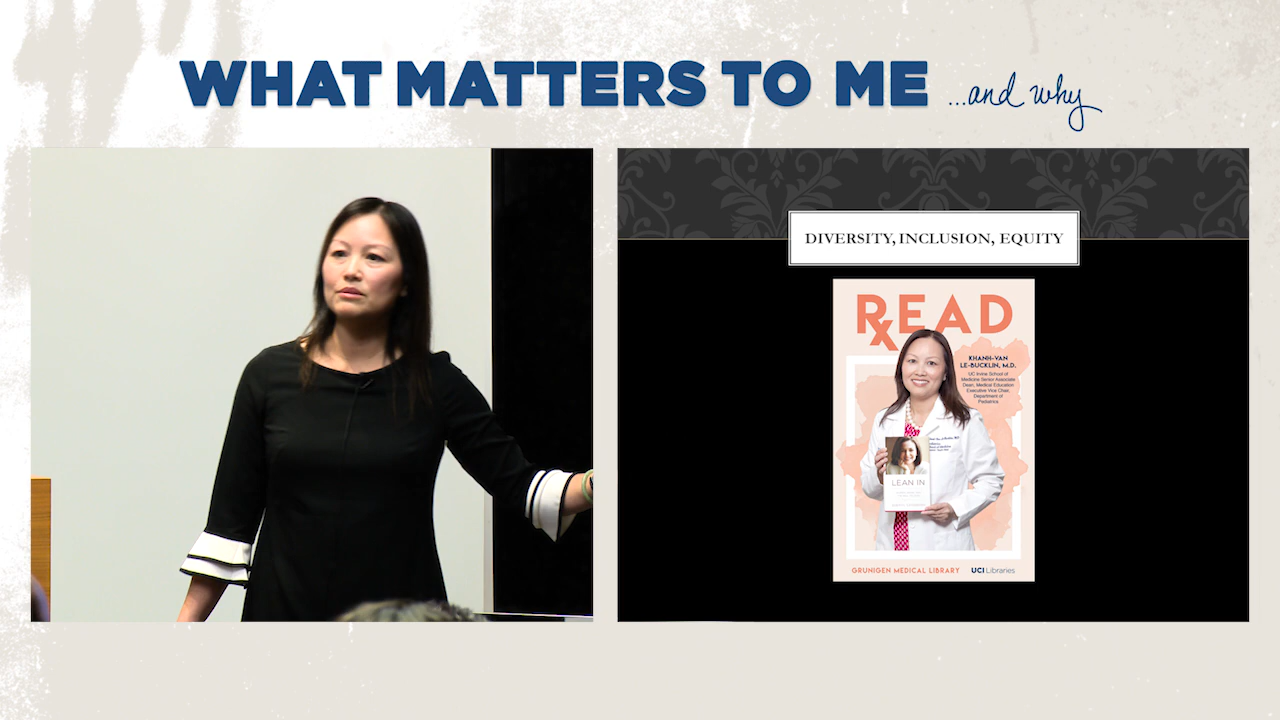 WHAT MATTERS TO ME ...and why
DIVERSITY, INCLUSION, EQUITY
RxEAD
KHANH-VAN
LE-BUCKLIN, M.D.
UC Irvine School of
Medicine Senior Associate
Dean, Medical Education
Executive Vice Chair,
Department of
Pediatrics
LEAN IN
GRUNIGEN MEDICAL LIBRARY UCI Libraries